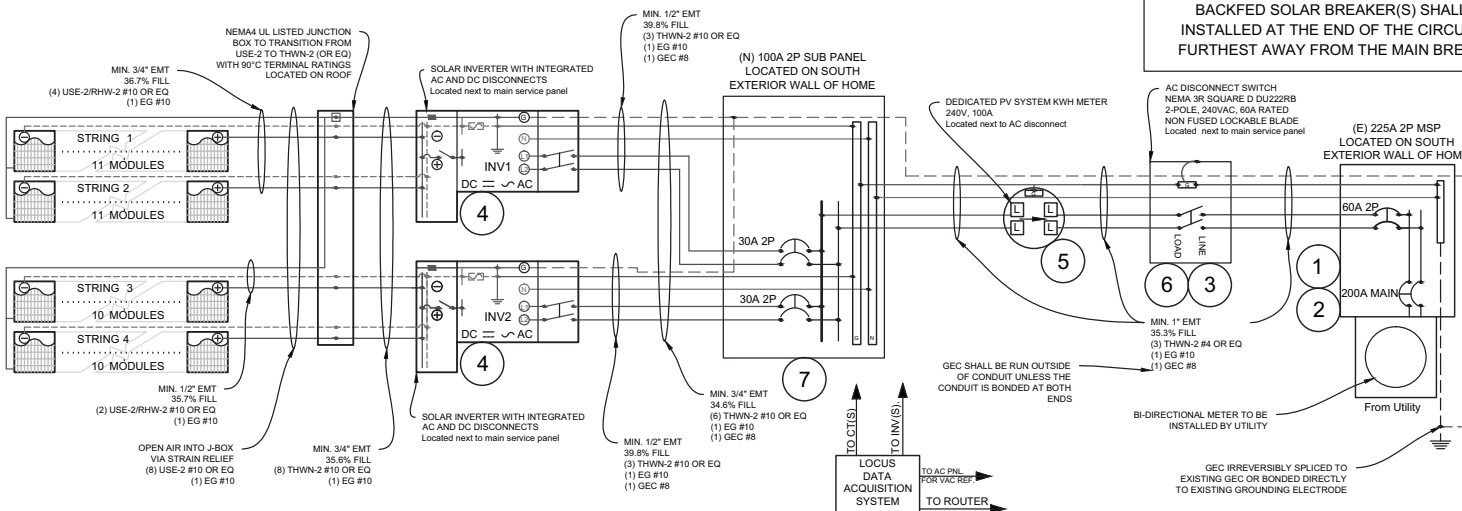 BACKFED SOLAR BREAKER(S) SHALL
INSTALLED AT THE END OF THE CIRCU
FURTHEST AWAY FROM THE MAIN BRE
NEMA4 UL LISTED JUNCTION
BOX TO TRANSITION FROM
USE-2 TO THWN-2 (OR EQ)
WITH 90°C TERMINAL RATINGS
LOCATED ON ROOF
MIN. 3/4" EMT
36.7% FILL
(4) USE-2/RHW-2 #10 OR EQ
(1) EG #10
SOLAR INVERTER WITH INTEGRATED
AC AND DC DISCONNECTS
Located next to main service panel
MIN. 1/2" EMT
39.8% FILL
(3) THWN-2 #10 OR EQ
(1) EG #10
(1) GEC #8
(N) 100A 2P SUB PANEL
LOCATED ON SOUTH
EXTERIOR WALL OF HOME
DEDICATED PV SYSTEM KWH METER
240V, 100A
Located next to AC disconnect
AC DISCONNECT SWITCH
NEMA 3R SQUARE D DU222RB
2-POLE, 240VAC, 60A RATED
NON FUSED LOCKABLE BLADE
Located next to main service panel
(E) 225A 2P MSP
LOCATED ON SOUTH
EXTERIOR WALL OF HOM
STRING 1
11 MODULES
STRING 2
11 MODULES
STRING 3
10 MODULES
STRING 4
10 MODULES
G
N
L1
L2
INV1
DC
AC
4
G
N
L1
L2
INV2
DC
AC
4
30A 2P
30A 2P
G
N
7
G
L
L
L
L
5
G
LOAD
LINE
6
3
60A 2P
200A MAIN
1
2
From Utility
MIN. 1/2" EMT
35.7% FILL
(2) USE-2/RHW-2 #10 OR EQ
(1) EG #10
OPEN AIR INTO J-BOX
VIA STRAIN RELIEF
(8) USE-2 #10 OR EQ
(1) EG #10
MIN. 3/4" EMT
35.6% FILL
(8) THWN-2 #10 OR EQ
(1) EG #10
SOLAR INVERTER WITH INTEGRATED
AC AND DC DISCONNECTS
Located next to main service panel
MIN. 1/2" EMT
39.8% FILL
(3) THWN-2 #10 OR EQ
(1) EG #10
(1) GEC #8
MIN. 3/4" EMT
34.6% FILL
(6) THWN-2 #10 OR EQ
(1) EG #10
(1) GEC #8
TO CT(S)
TO INV(S).
LOCUS
DATA
ACQUISITION
SYSTEM
TO AC PNL.
FOR VAC REF.
TO ROUTER
MIN. 1" EMT
35.3% FILL
(3) THWN-2 #4 OR EQ
(1) EG #10
(1) GEC #8
GEC SHALL BE RUN OUTSIDE
OF CONDUIT UNLESS THE
CONDUIT IS BONDED AT BOTH
ENDS
BI-DIRECTIONAL METER TO BE
INSTALLED BY UTILITY
GEC IRREVERSIBLY SPLICED TO
EXISTING GEC OR BONDED DIRECTLY
TO EXISTING GROUNDING ELECTRODE